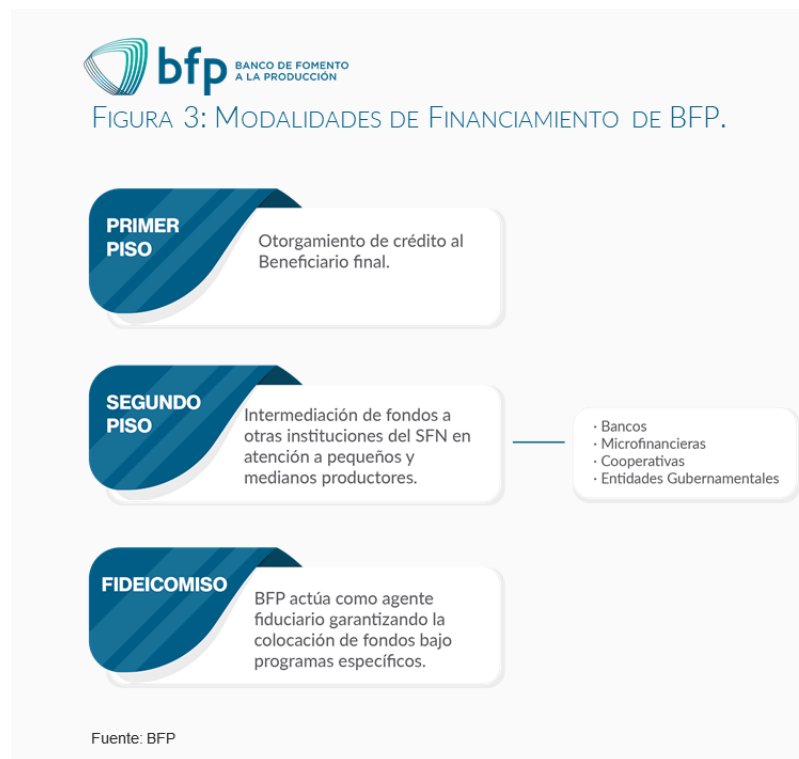 bfp
BANCO DE FOMENTO
A LA PRODUCCIÓN
FIGURA 3: MODALIDADES DE FINANCIAMIENTO DE BFP.
PRIMER
PISO
Otorgamiento de crédito al
Beneficiario final.
SEGUNDO
PISO
Intermediación de fondos a
otras instituciones del SFN en
atención a pequeños y
medianos productores.
· Bancos
· Microfinancieras
· Cooperativas
· Entidades Gubernamentales
FIDEICOMISO
BFP actúa como agente
fiduciario garantizando la
colocación de fondos bajo
programas específicos.
Fuente: BFP